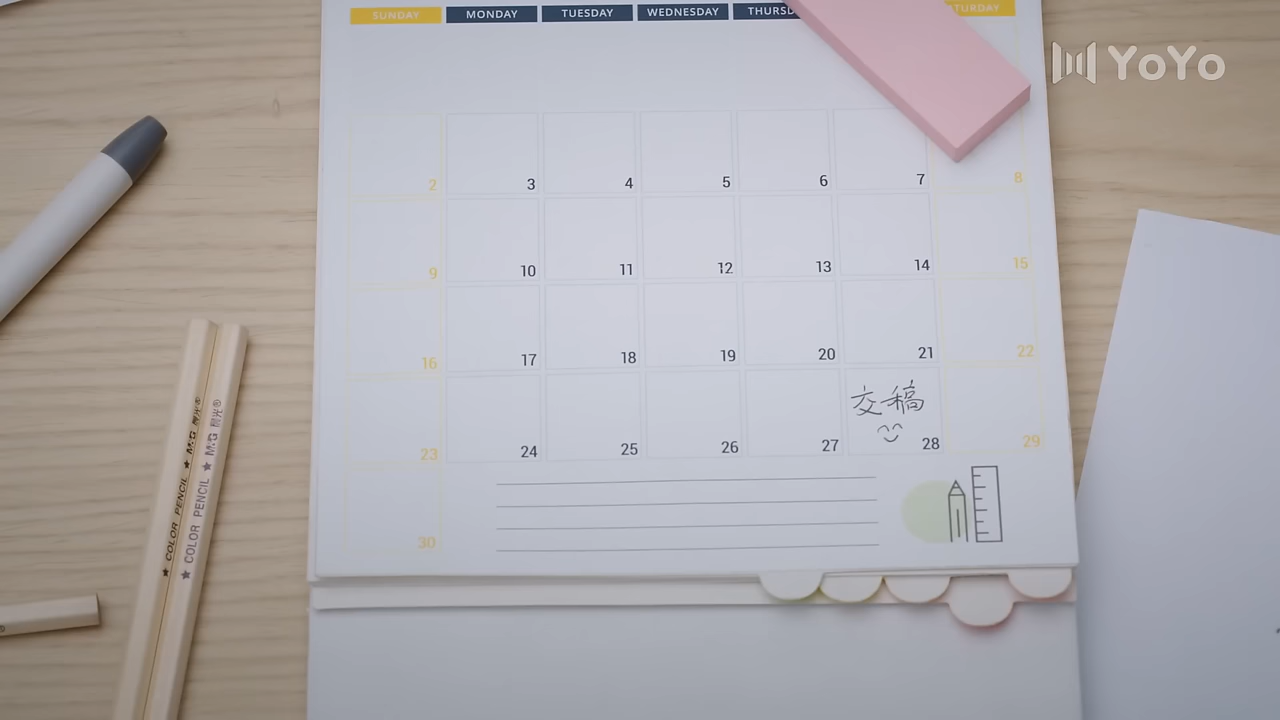 SUNDAY MONDAY TUESDAY WEDNESDAY
YoYo
2 3 4 5 6 7 8
9 10 11 12 13 14 15
16 17 18 19 20 21 22
交稿
23 24 25 26 27 28 29
30
★ COLOR PENCIL ★ M&G 晨光®
★ COLOR PENCIL ★ M&G 晨光®